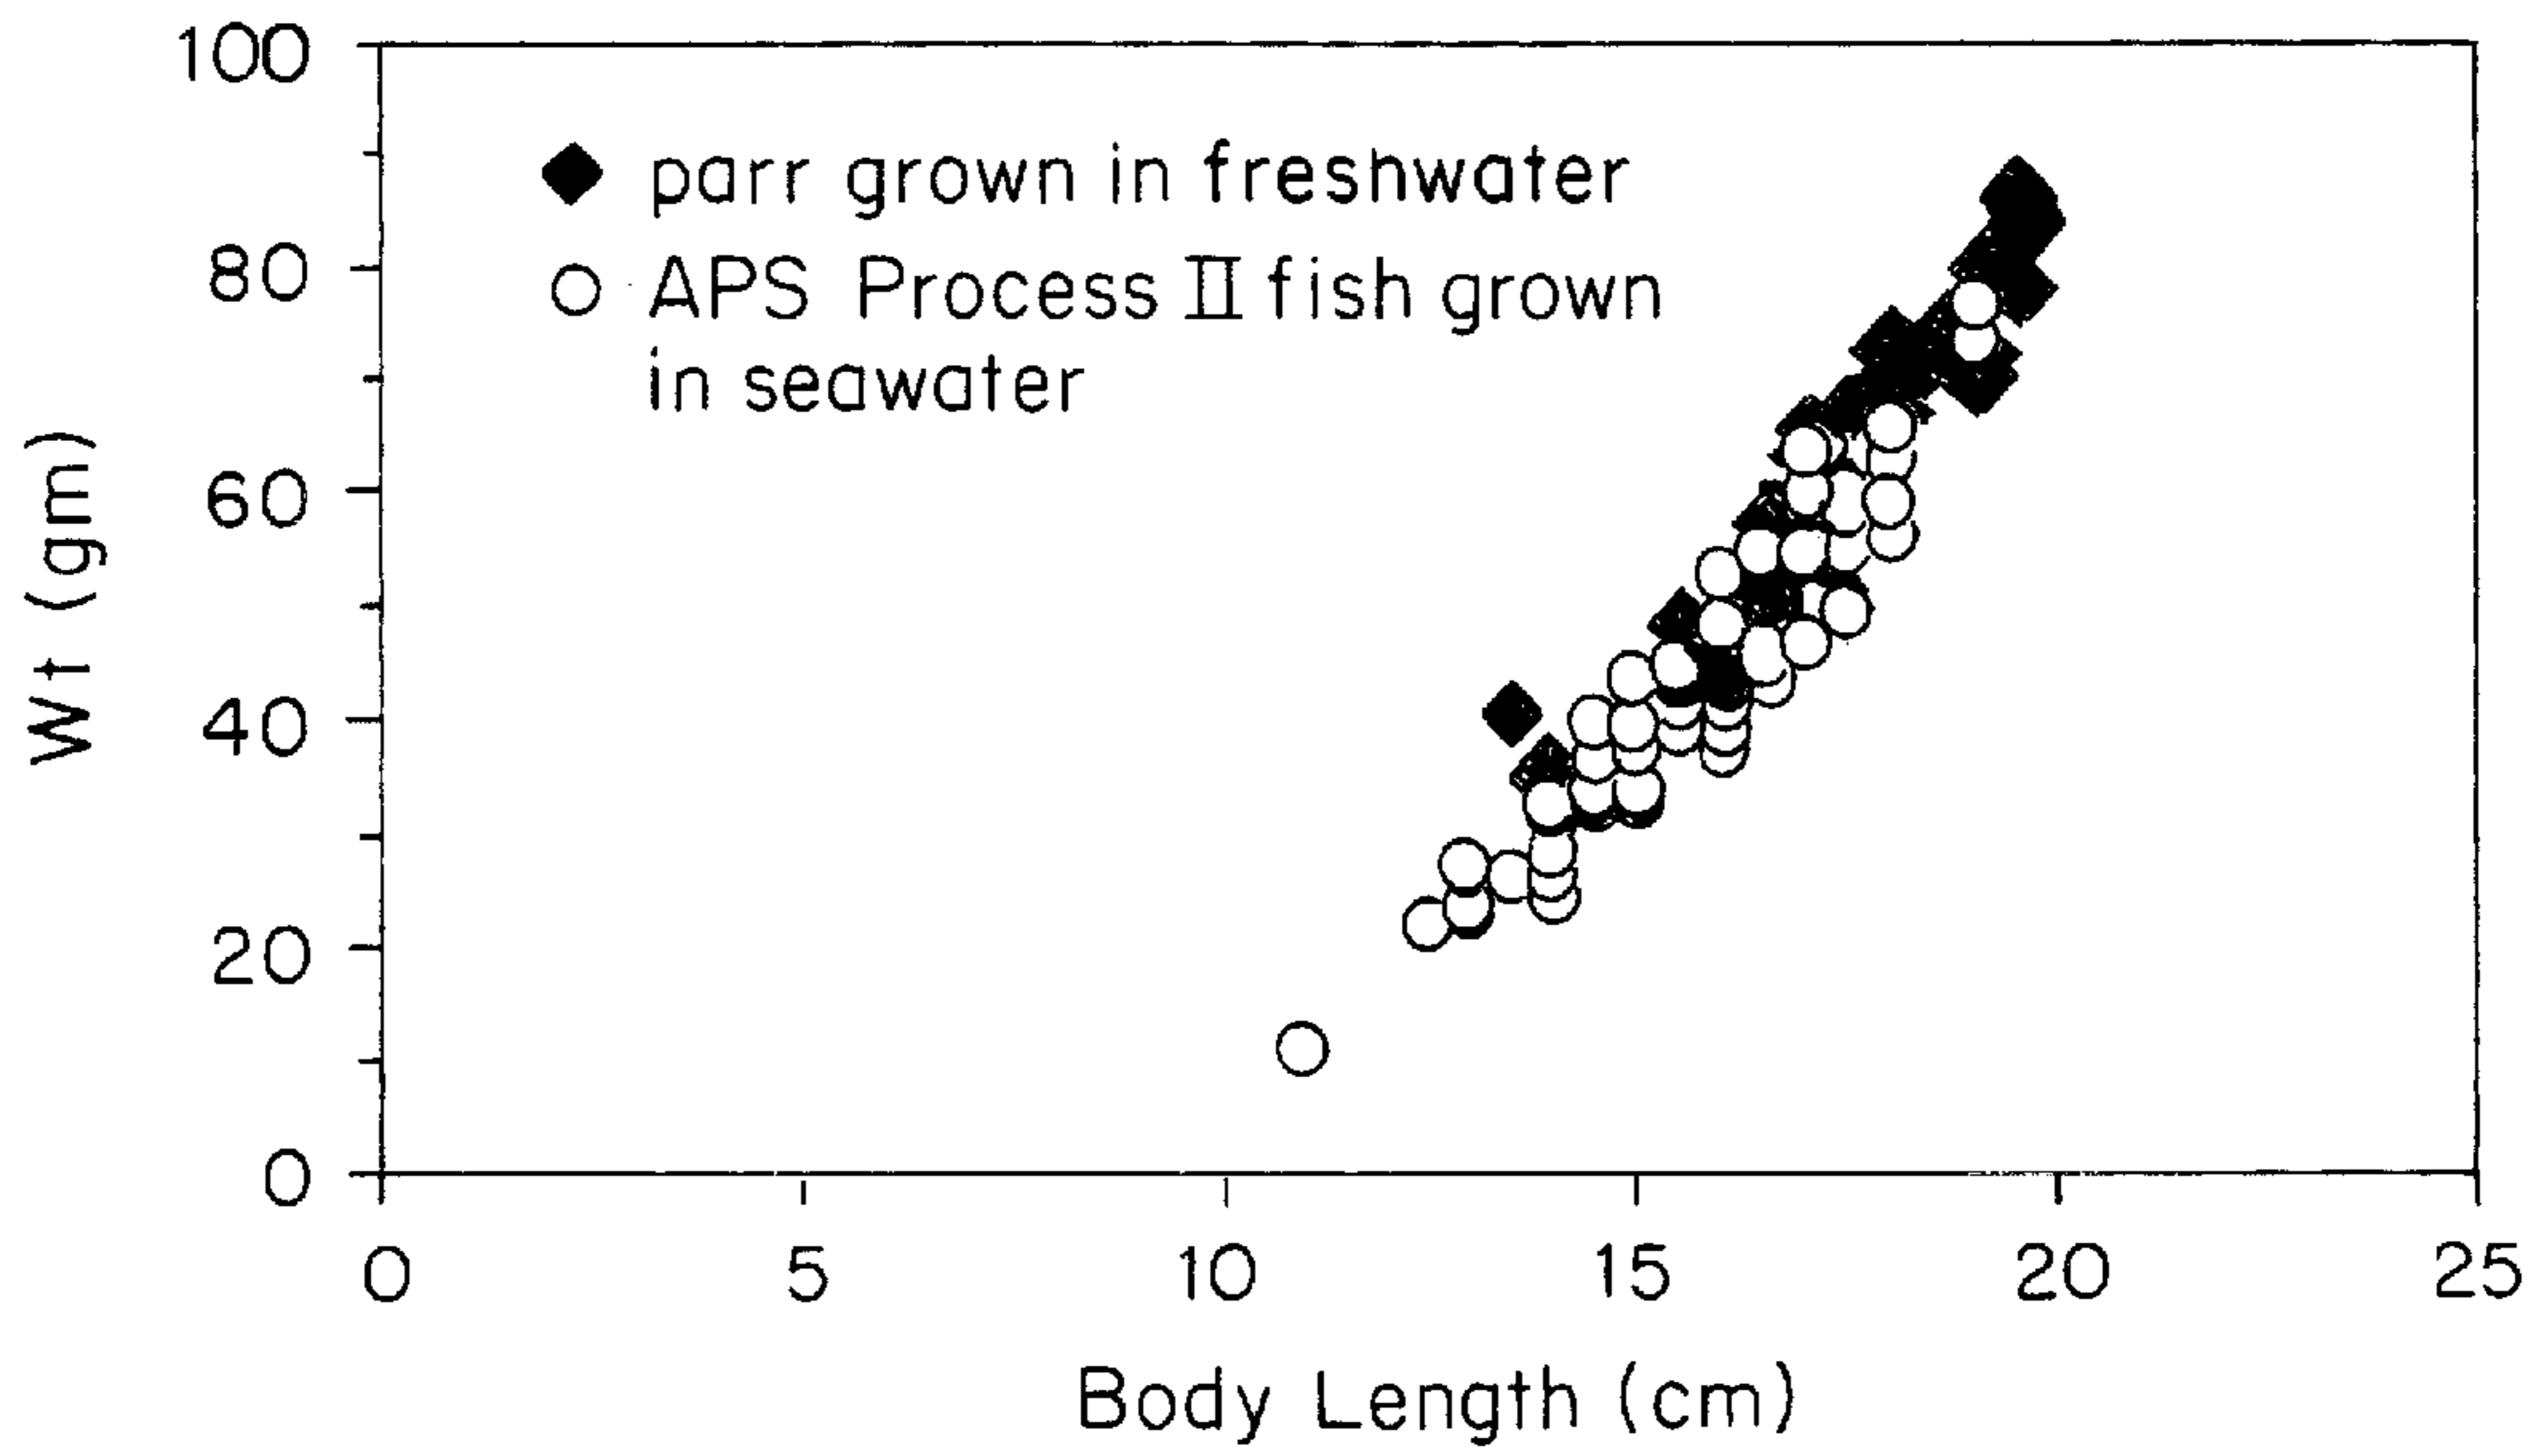 100
80
60
40
20
0
Wt (gm)
parr grown in freshwater
APS Process II fish grown
in seawater
0 5 10 15 20 25
Body Length (cm)